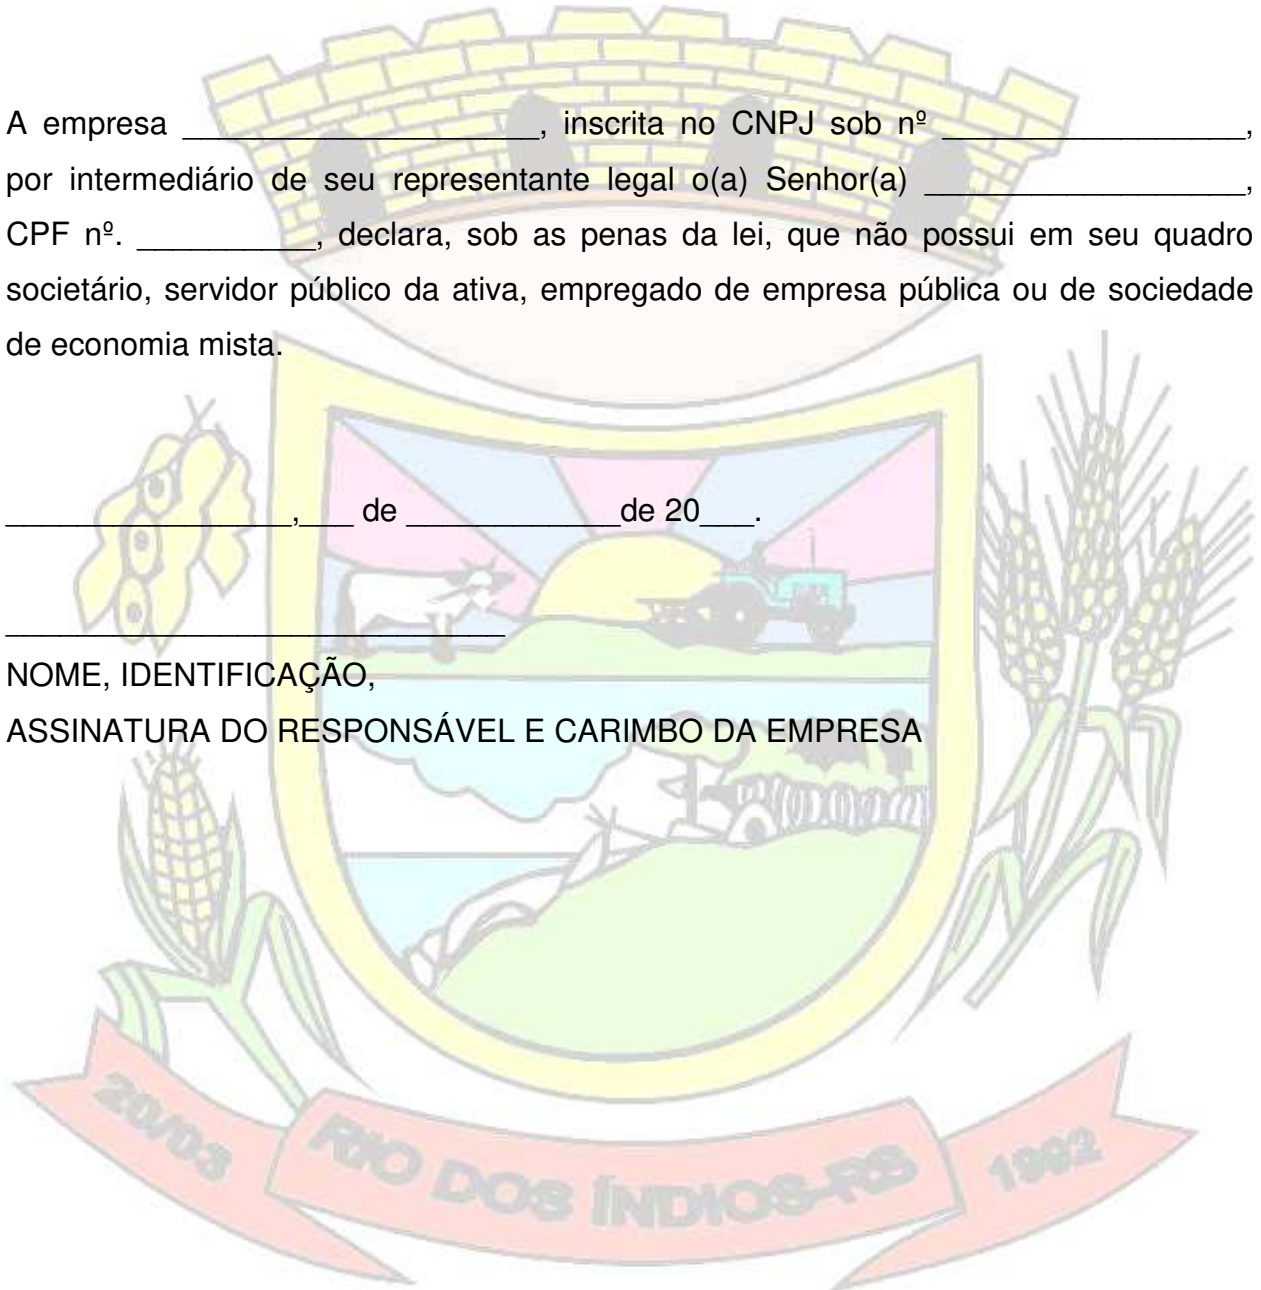 A empresa ____________________, inscrita no CNPJ sob nº _________________,
por intermediário de seu representante legal o(a) Senhor(a) __________________,
CPF nº. __________, declara, sob as penas da lei, que não possui em seu quadro
societário, servidor público da ativa, empregado de empresa pública ou de sociedade
de economia mista.
________________,___ de ____________de 20___.
____________________________
NOME, IDENTIFICAÇÃO,
ASSINATURA DO RESPONSÁVEL E CARIMBO DA EMPRESA
20/03
RIO DOS ÍNDIOS-RS
1992